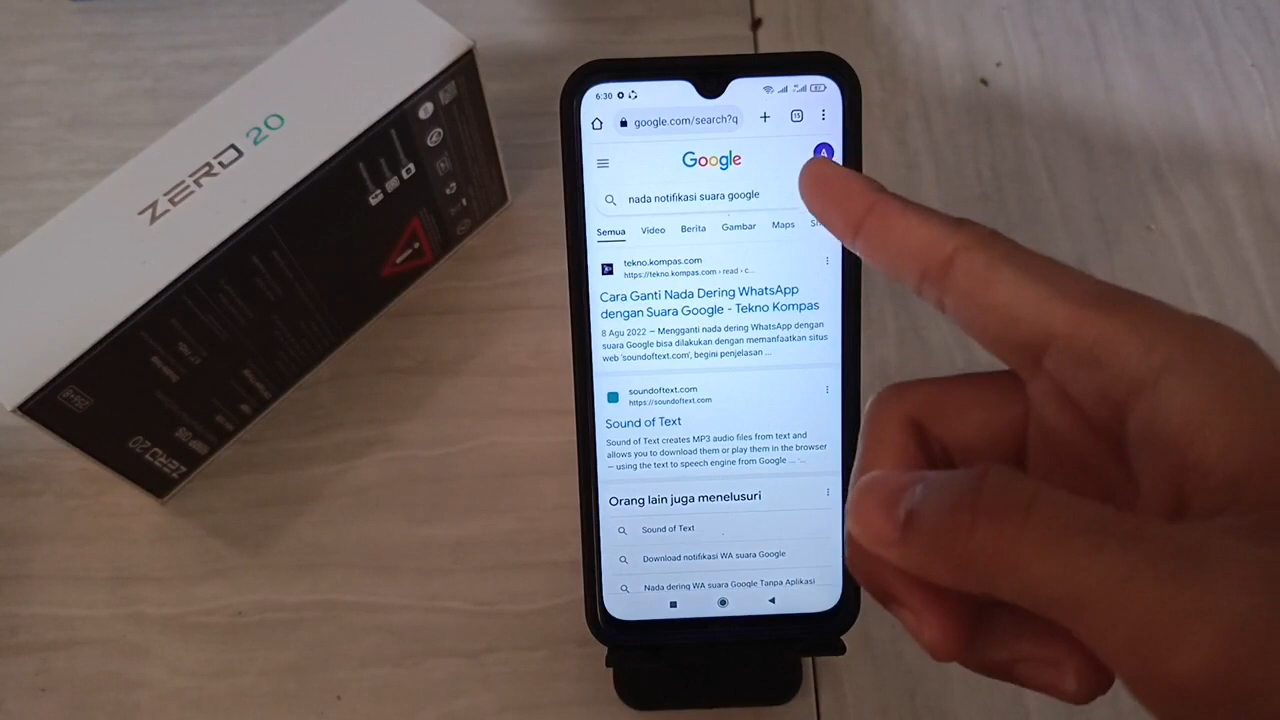 ZERO 20
256+8
ZERO 20
6:30
google.com/search?q
15
Google
A
nada notifikasi suara google
Semua Video Berita Gambar Maps
tekno.kompas.com
https://tekno.kompas.com › read › c...
Cara Ganti Nada Dering WhatsApp
dengan Suara Google - Tekno Kompas
8 Agu 2022 — Mengganti nada dering WhatsApp dengan
suara Google bisa dilakukan dengan memanfaatkan situs
web 'soundoftext.com', begini penjelasan ...
soundoftext.com
https://soundoftext.com
Sound of Text
Sound of Text creates MP3 audio files from text and
allows you to download them or play them in the browser
— using the text to speech engine from Google ...
Orang lain juga menelusuri
Sound of Text
Download notifikasi WA suara Google
Nada dering WA suara Google Tanpa Aplikasi